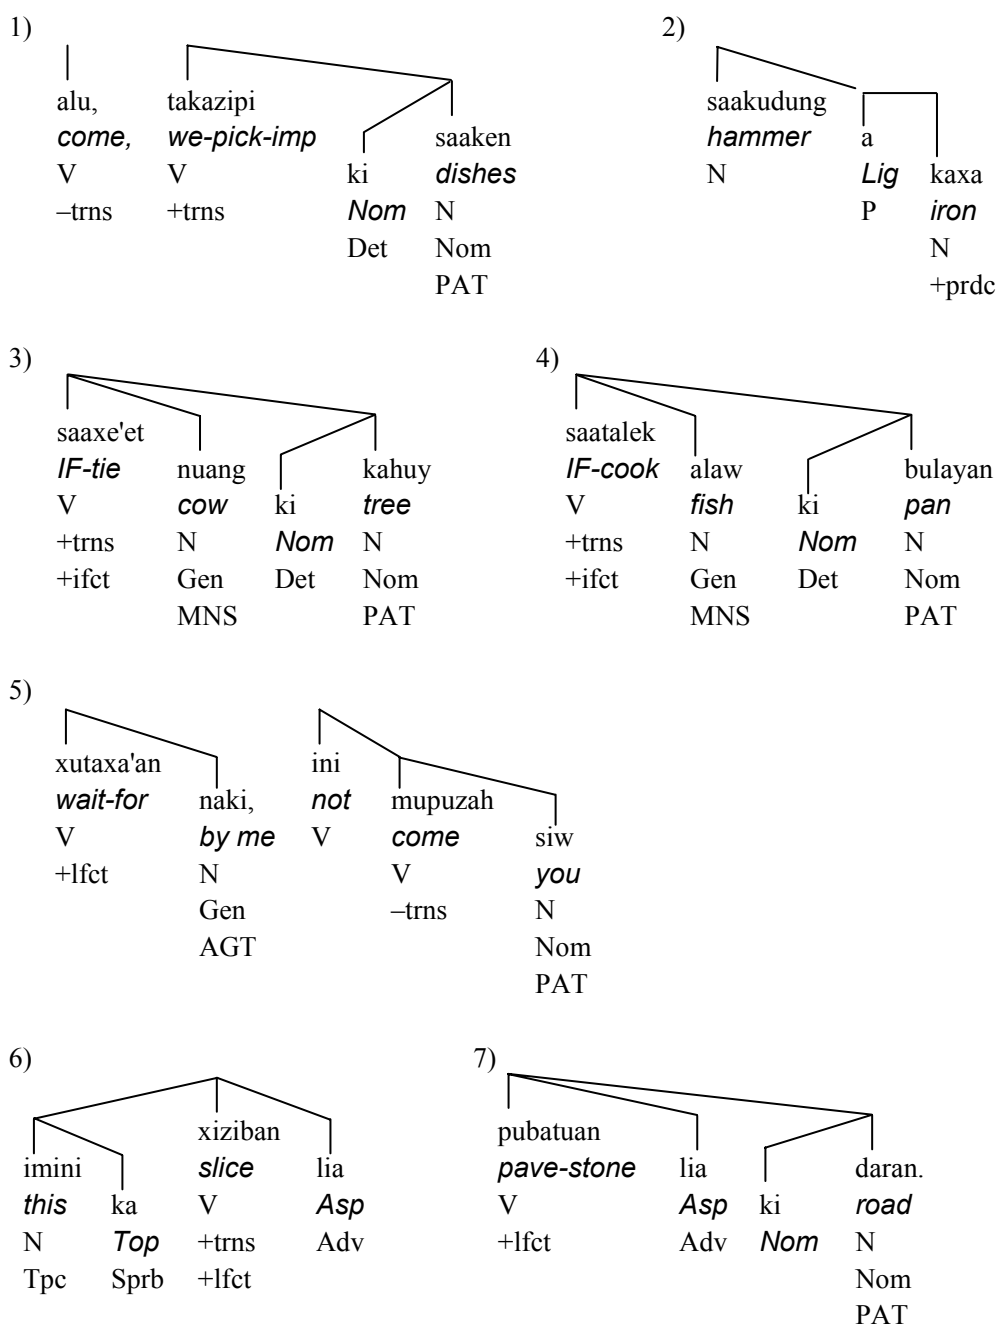 1) 2)
alu, takazipi saakudung
come, we-pick-imp saaken hammer a
V V ki dishes N Lig kaxa
–trns +trns Nom N P iron
Det Nom N
PAT +prdc
3) 4)
saaxe'et saatalek
IF-tie nuang kahuy IF-cook alaw bulayan
V cow ki tree V fish ki pan
+trns N Nom N +trns N Nom N
+ifct Gen Det Nom +ifct Gen Det Nom
MNS PAT MNS PAT
5)
xutaxa'an ini
wait-for naki, not mupuzah
V by me V come siw
+lfct N V you
Gen –trns N
AGT Nom
PAT
6) 7)
xiziban pubatuan
imini slice lia pave-stone lia daran.
this ka V Asp V Asp ki road
N Top +trns Adv +lfct Adv Nom N
Tpc Sprb +lfct Nom
PAT